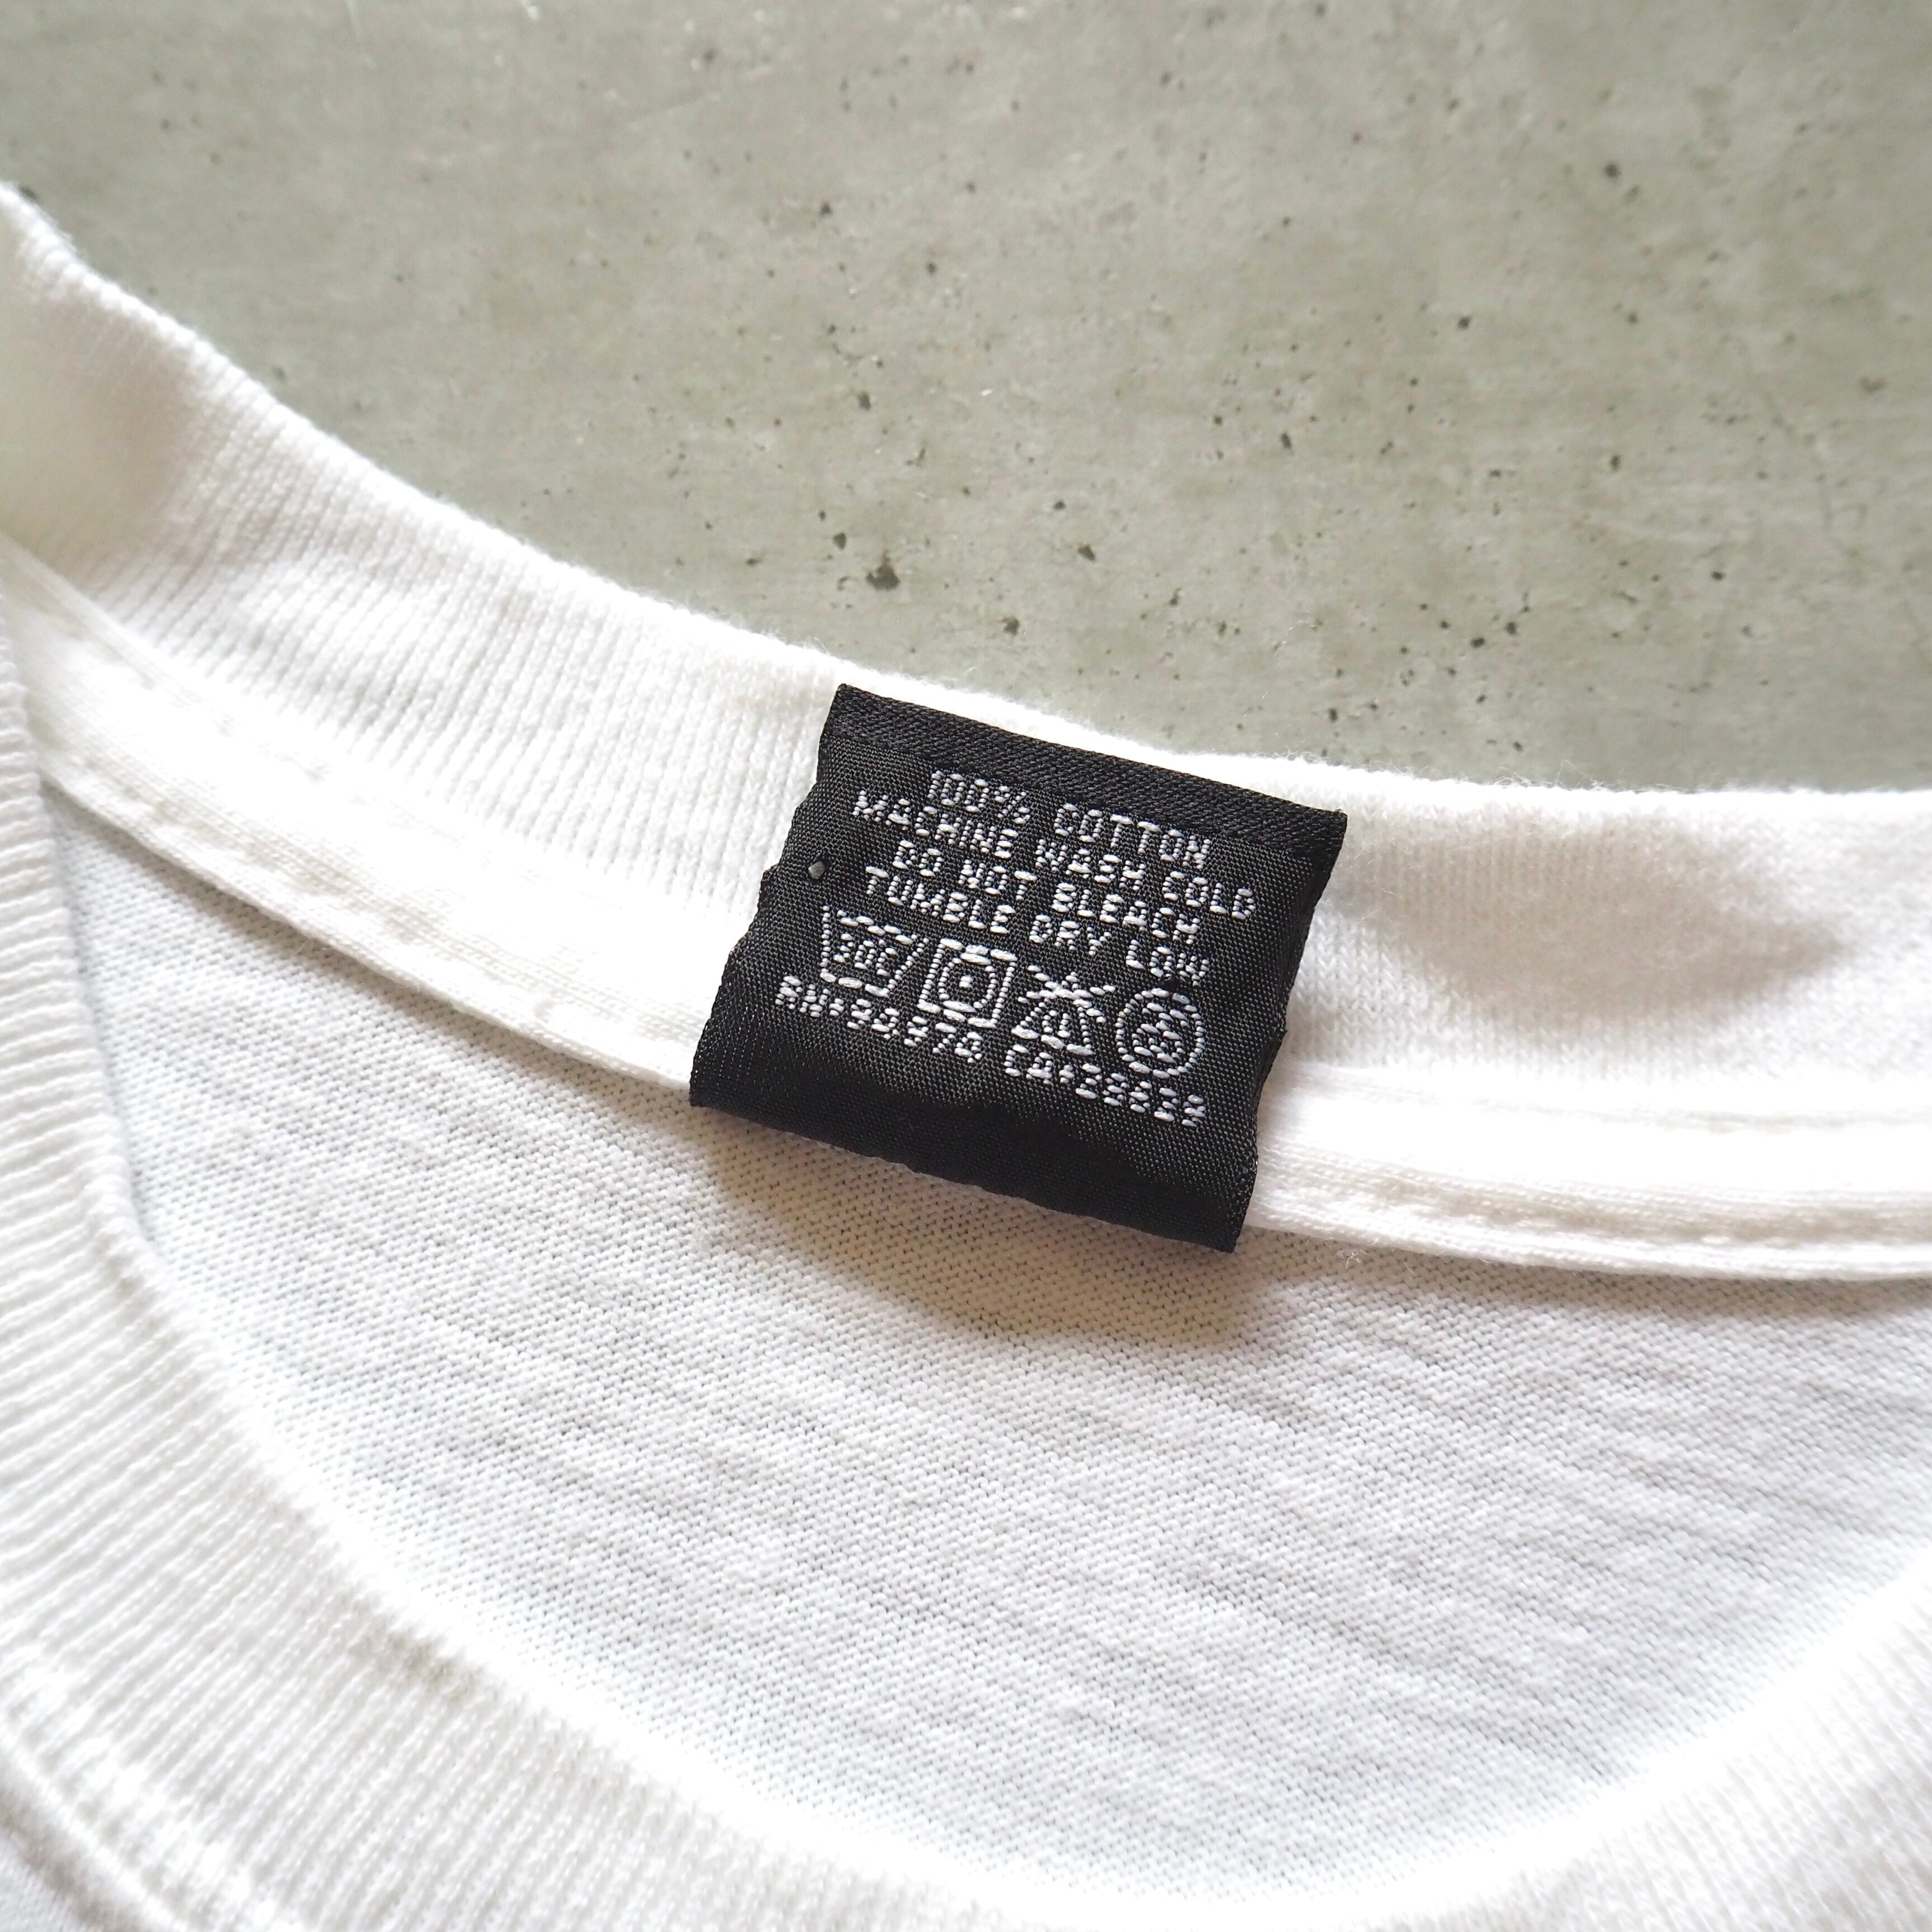 100% COTTON
MACHINE WASH COLD
DO NOT BLEACH
TUMBLE DRY LOW